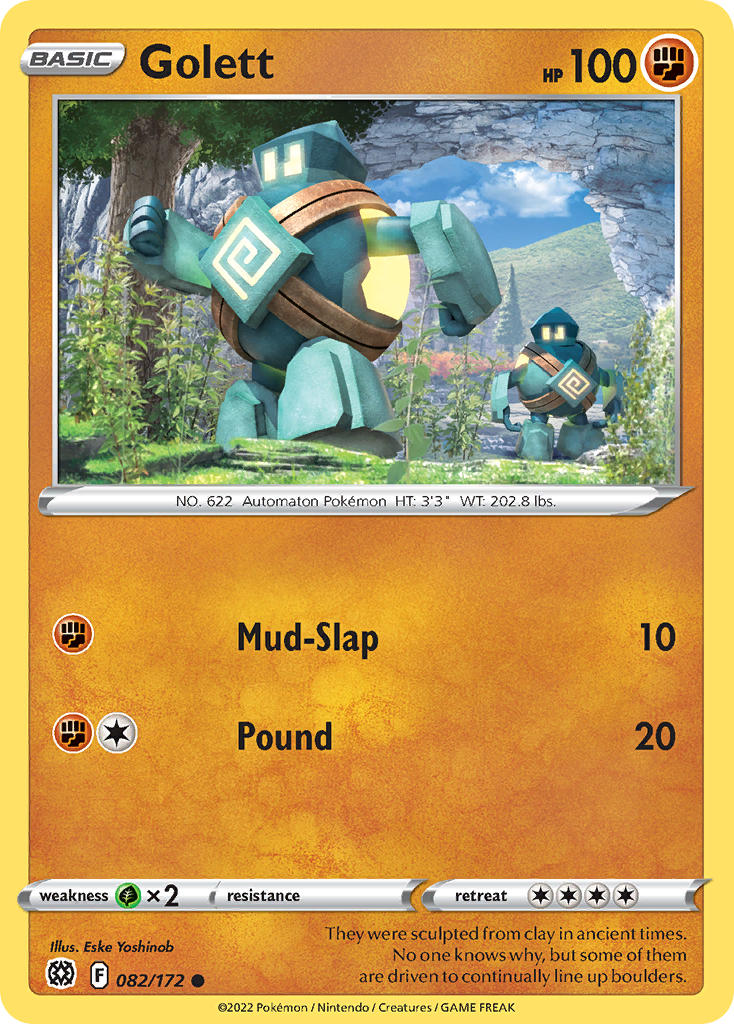 BASIC Golett HP 100
NO. 622 Automaton Pokémon HT: 3'3" WT: 202.8 lbs.
Mud-Slap 10
Pound 20
weakness ×2 resistance retreat
Illus. Eske Yoshinob
They were sculpted from clay in ancient times.
No one knows why, but some of them
are driven to continually line up boulders.
F 082/172
©2022 Pokémon / Nintendo / Creatures / GAME FREAK